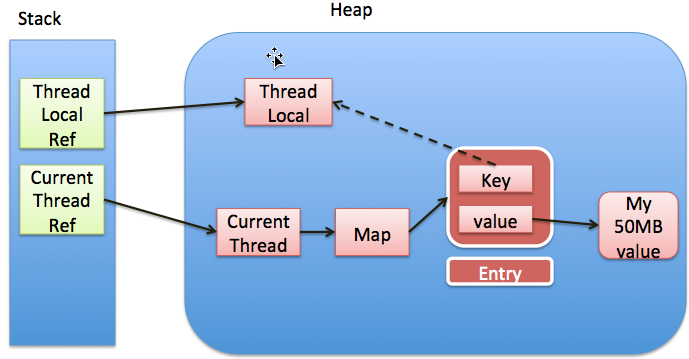 Stack
Heap
Thread
Local
Ref
Thread
Local
Current
Thread
Ref
Key
value
Current
Thread
Map
My
50MB
value
Entry